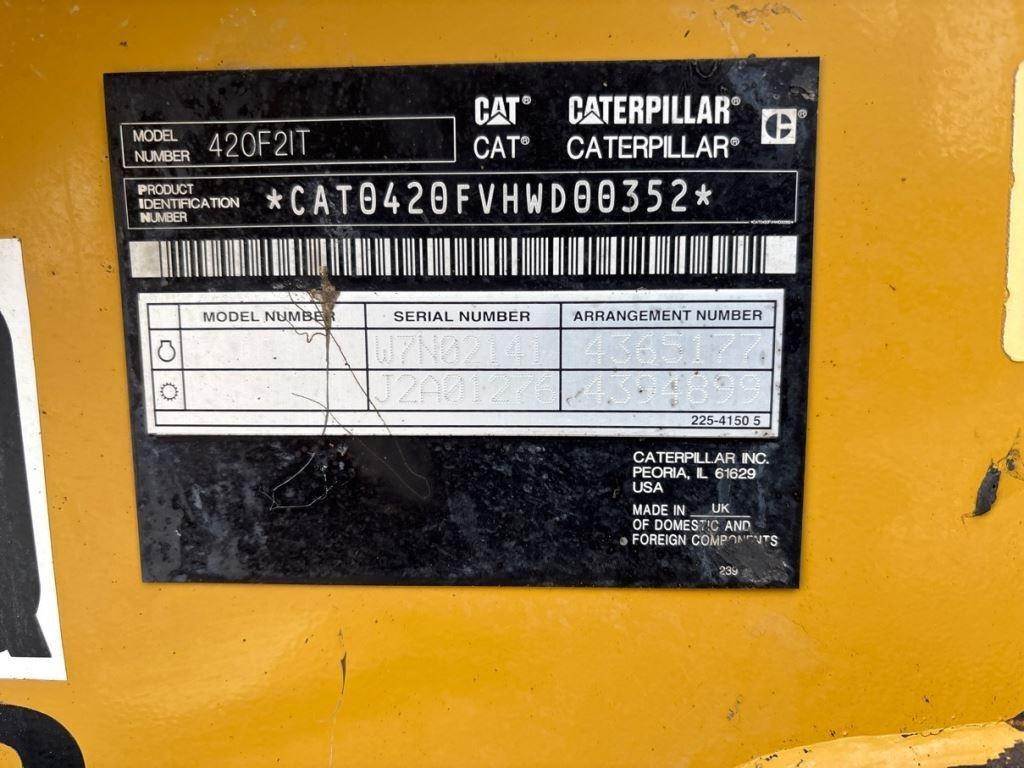 CAT® CATERPILLAR®
CAT® CATERPILLAR®
MODEL NUMBER 420F2IT
PRODUCT IDENTIFICATION NUMBER *CAT0420FVHWD00352*
MODEL NUMBER SERIAL NUMBER ARRANGEMENT NUMBER
W7N02141 4365177
J2A01276 4394899
225-4150 5
CATERPILLAR INC.
PEORIA, IL 61629
USA
MADE IN UK
OF DOMESTIC AND
FOREIGN COMPONENTS
239